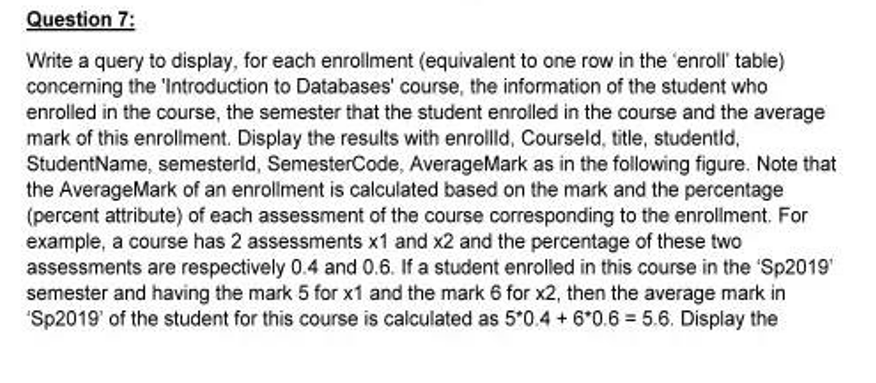 Question 7:
Write a query to display, for each enrollment (equivalent to one row in the 'enroll' table)
concerning the 'Introduction to Databases' course, the information of the student who
enrolled in the course, the semester that the student enrolled in the course and the average
mark of this enrollment. Display the results with enrollId, CourseId, title, studentId,
StudentName, semesterId, SemesterCode, AverageMark as in the following figure. Note that
the AverageMark of an enrollment is calculated based on the mark and the percentage
(percent attribute) of each assessment of the course corresponding to the enrollment. For
example, a course has 2 assessments x1 and x2 and the percentage of these two
assessments are respectively 0.4 and 0.6. If a student enrolled in this course in the 'Sp2019'
semester and having the mark 5 for x1 and the mark 6 for x2, then the average mark in
'Sp2019' of the student for this course is calculated as 5*0.4 + 6*0.6 = 5.6. Display the